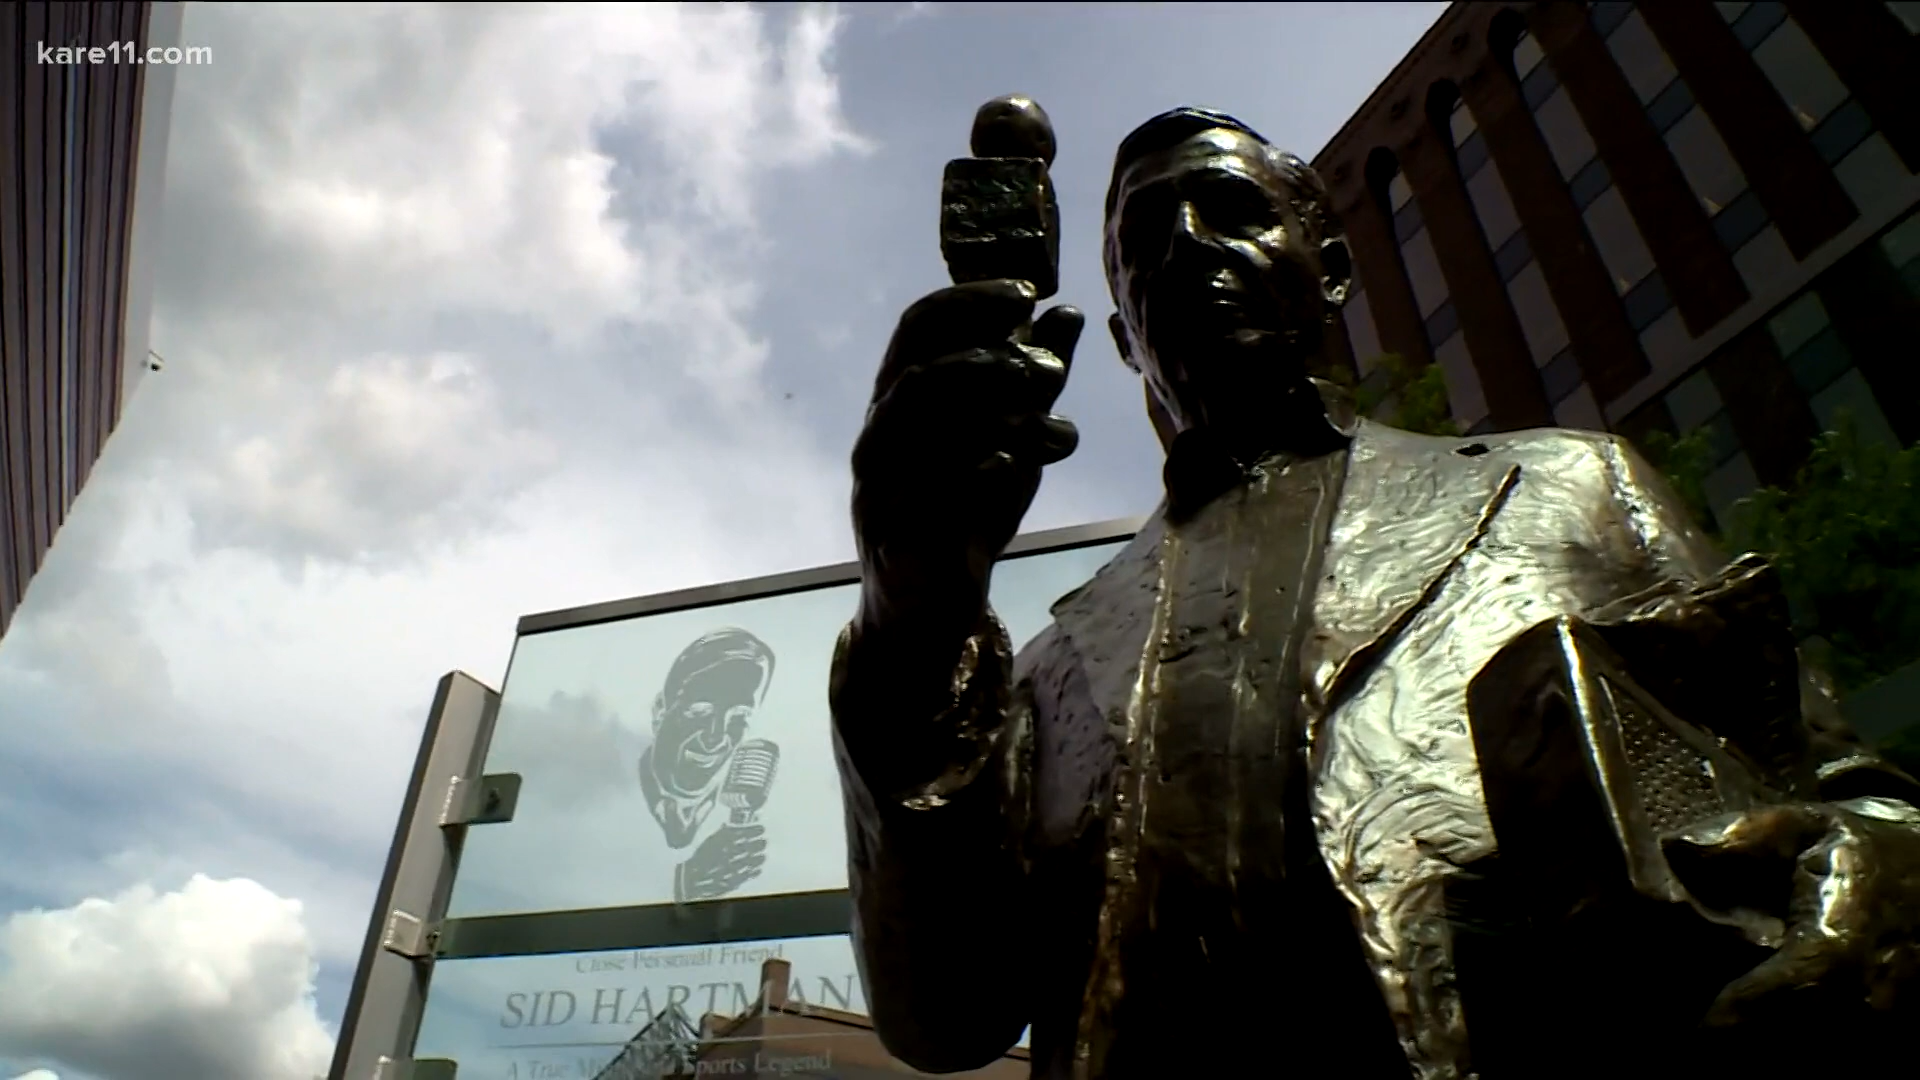 kare11.com
Close Personal Friend
SID HARTMAN
A True Sports Legend